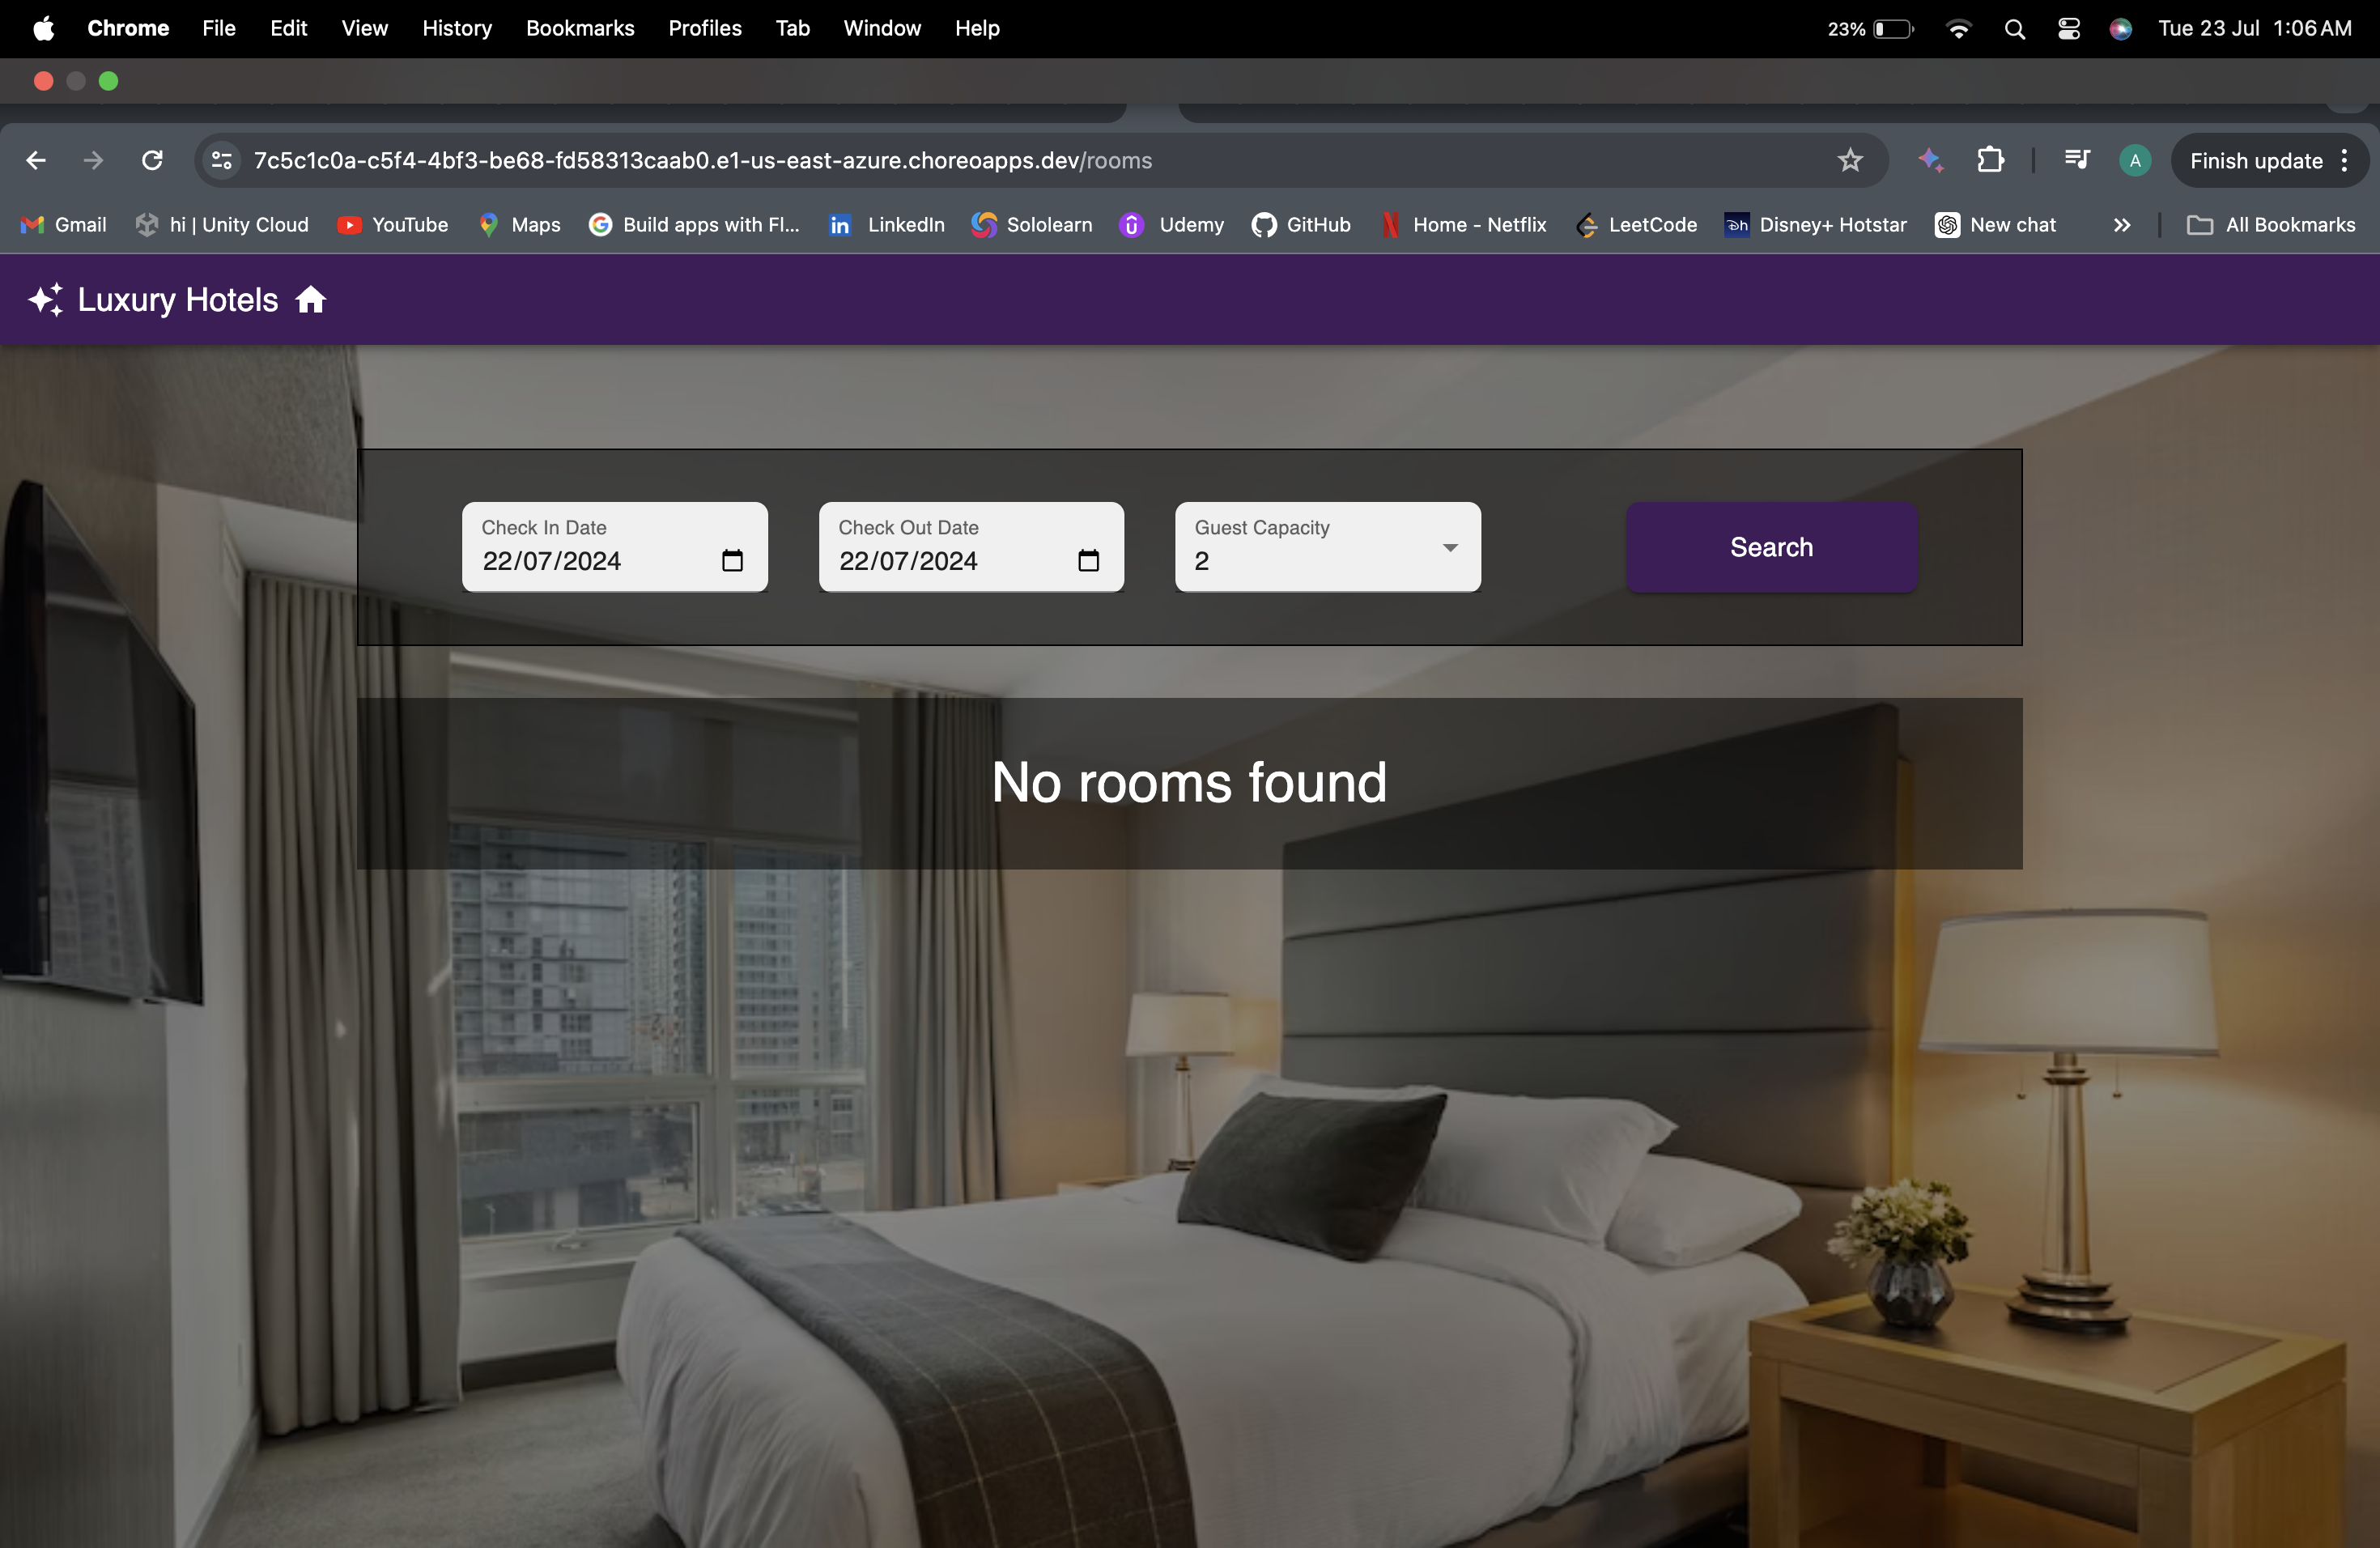 Chrome File Edit View History Bookmarks Profiles Tab Window Help 23% Tue 23 Jul 1:06 AM
7c5c1c0a-c5f4-4bf3-be68-fd58313caab0.e1-us-east-azure.choreoapps.dev/rooms A Finish update
Gmail hi | Unity Cloud YouTube Maps Build apps with Fl... LinkedIn Sololearn Udemy GitHub Home - Netflix LeetCode Disney+ Hotstar New chat All Bookmarks
Luxury Hotels
Check In Date Check Out Date Guest Capacity
22/07/2024 22/07/2024 2
Search
No rooms found